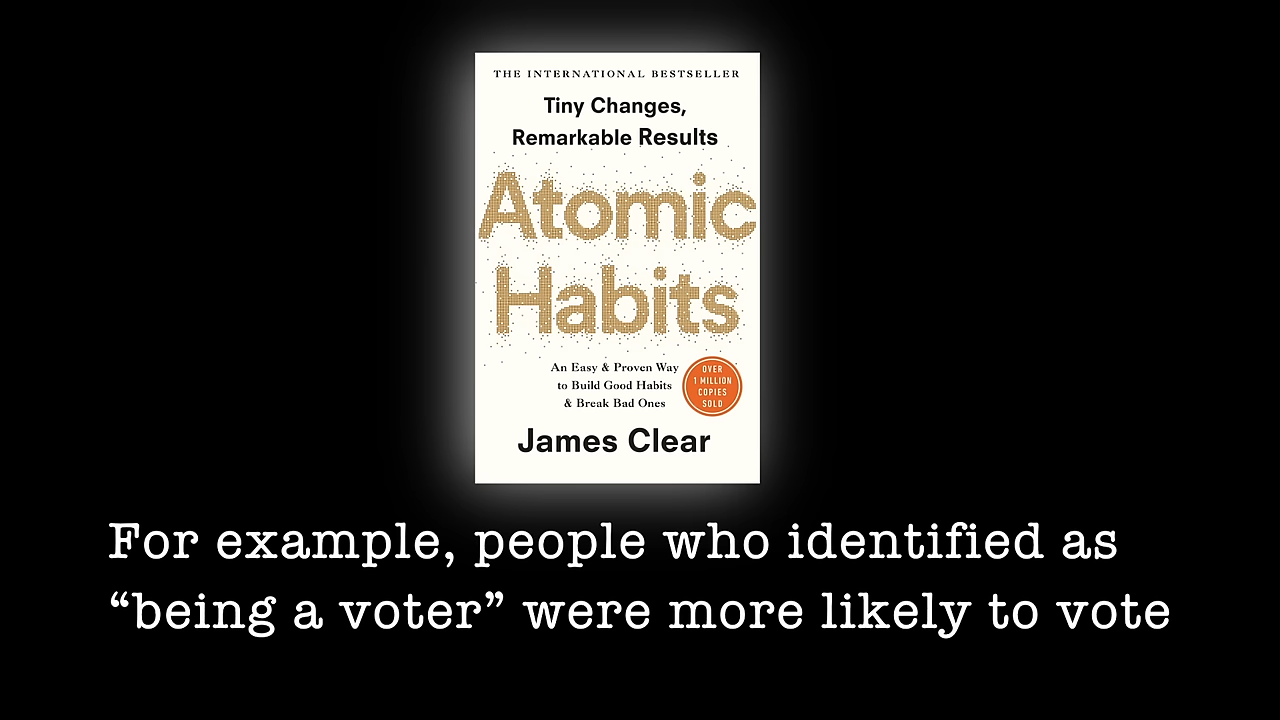 THE INTERNATIONAL BESTSELLER
Tiny Changes,
Remarkable Results
Atomic
Habits
An Easy & Proven Way
to Build Good Habits
& Break Bad Ones
OVER
1 MILLION
COPIES
SOLD
James Clear
For example, people who identified as
“being a voter” were more likely to vote